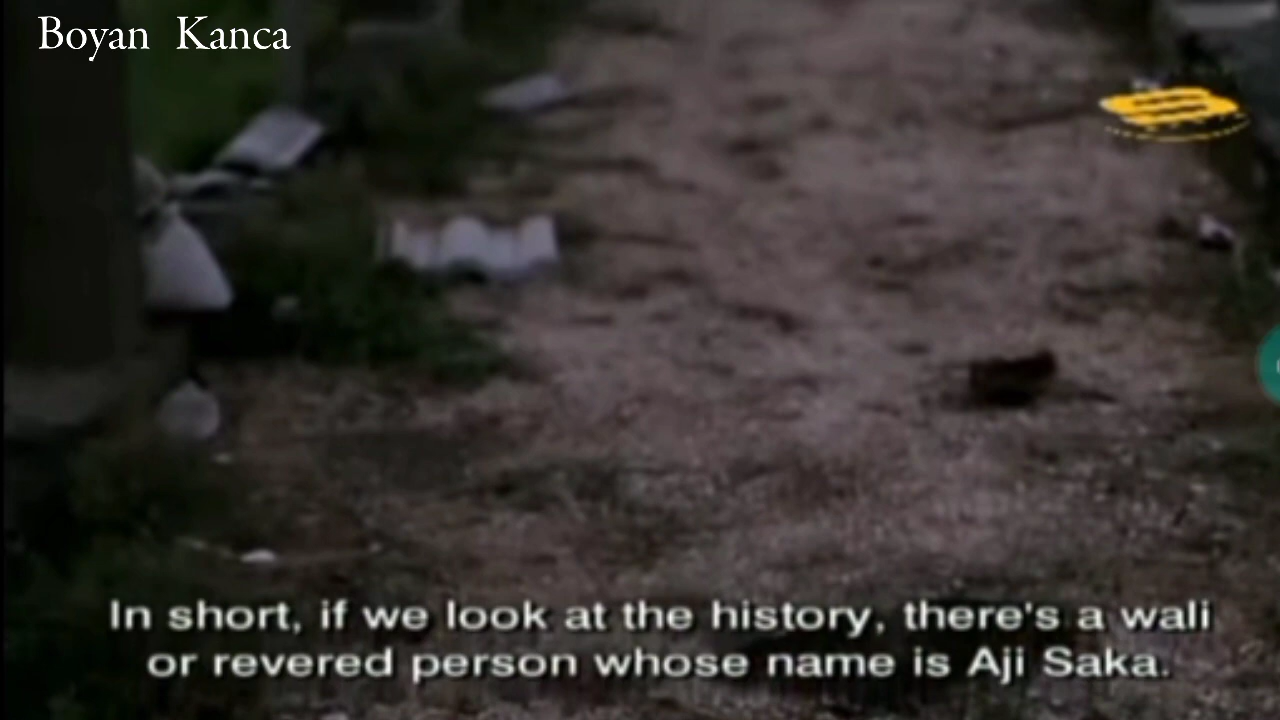 Boyan Kanca
In short, if we look at the history, there's a wali
or revered person whose name is Aji Saka.